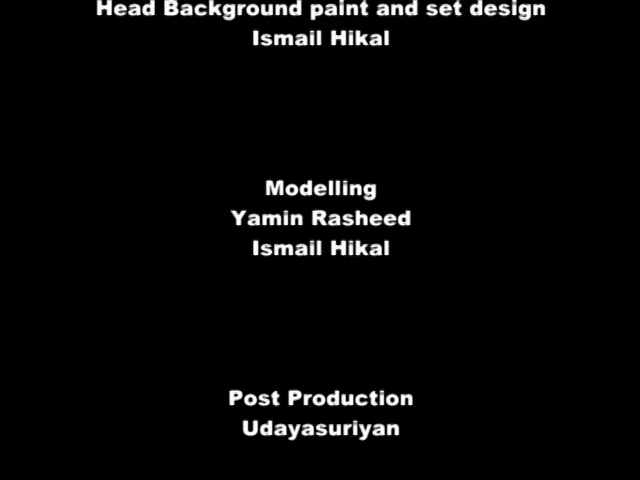 Head Background paint and set design
Ismail Hikal
Modelling
Yamin Rasheed
Ismail Hikal
Post Production
Udayasuriyan